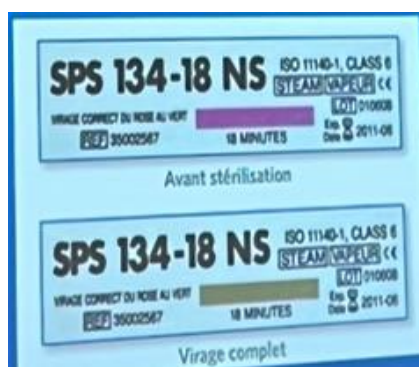 SPS 134-18 NS
ISO 11140-1, CLASS 6
STEAM VAPEUR CE
LOT 010608
VIRAGE CORRECT DU ROSE AU VERT
REF 35002567
18 MINUTES
Exp. Date 2011-06
Avant stérilisation
SPS 134-18 NS
ISO 11140-1, CLASS 6
STEAM VAPEUR CE
LOT 010608
VIRAGE CORRECT DU ROSE AU VERT
REF 35002567
18 MINUTES
Exp. Date 2011-06
Virage complet